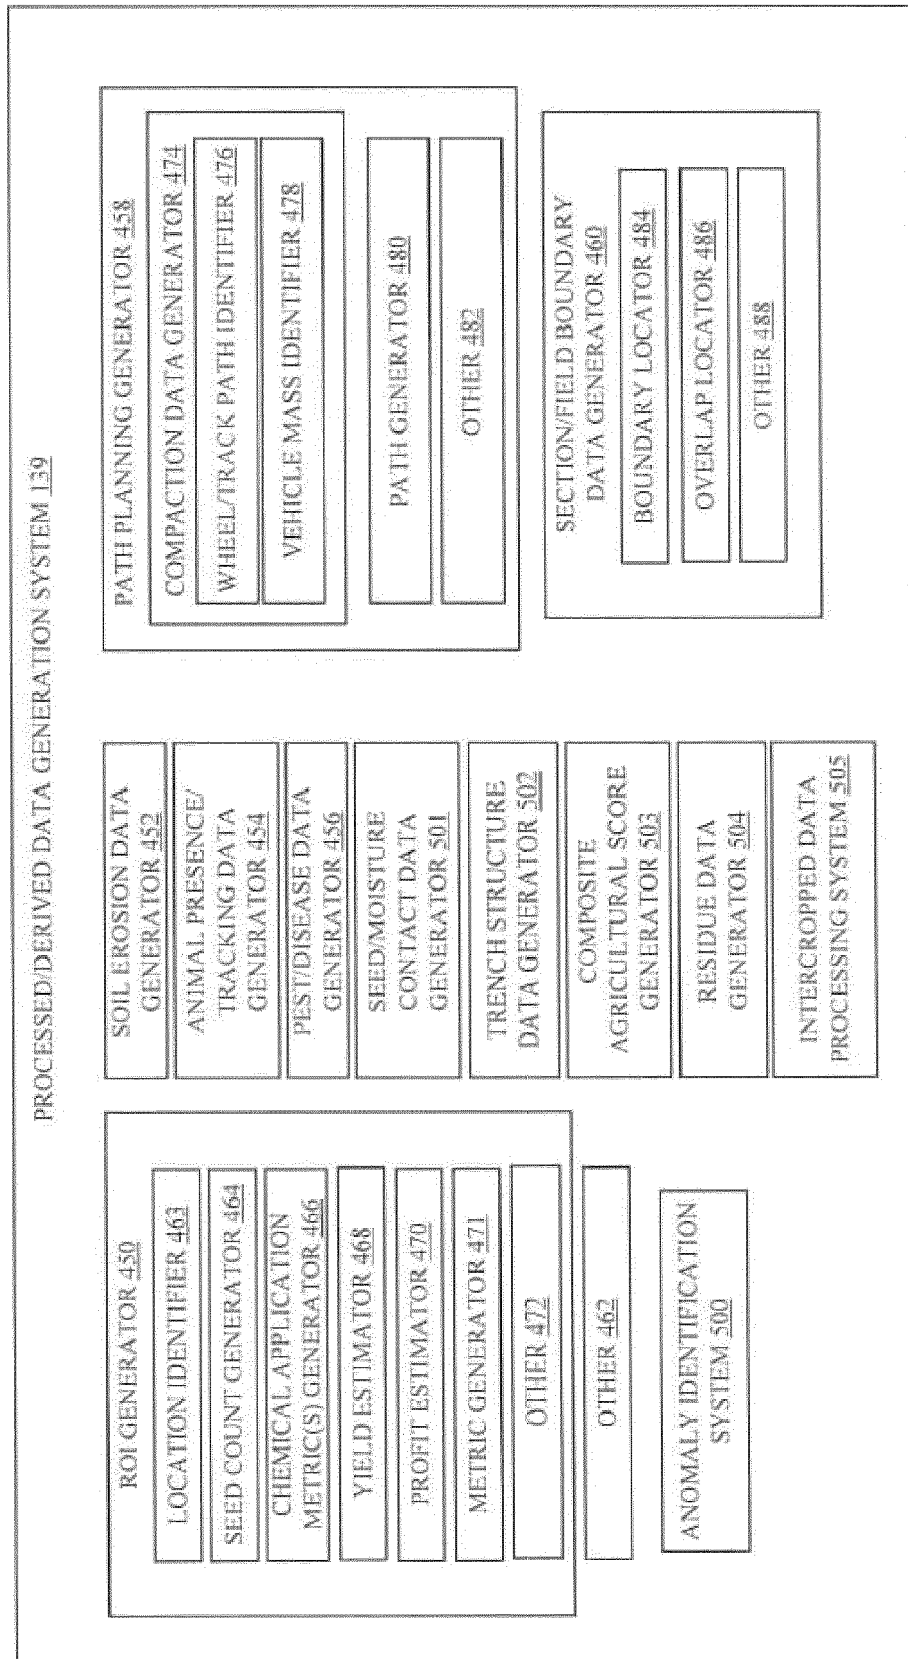 PROCESSED/DERIVED DATA GENERATION SYSTEM 139
ROI GENERATOR 450
LOCATION IDENTIFIER 463
SEED COUNT GENERATOR 464
CHEMICAL APPLICATION
METRIC(S) GENERATOR 466
YIELD ESTIMATOR 468
PROFIT ESTIMATOR 470
METRIC GENERATOR 471
OTHER 472
OTHER 462
ANOMALY IDENTIFICATION
SYSTEM 500
SOIL EROSION DATA
GENERATOR 452
ANIMAL PRESENCE/
TRACKING DATA
GENERATOR 454
PEST/DISEASE DATA
GENERATOR 456
SEED/MOISTURE
CONTACT DATA
GENERATOR 501
TRENCH STRUCTURE
DATA GENERATOR 502
COMPOSITE
AGRICULTURAL SCORE
GENERATOR 503
RESIDUE DATA
GENERATOR 504
INTERCROPPED DATA
PROCESSING SYSTEM 505
PATH PLANNING GENERATOR 458
COMPACTION DATA GENERATOR 474
WHEEL/TRACK PATH IDENTIFIER 476
VEHICLE MASS IDENTIFIER 478
PATH GENERATOR 480
OTHER 482
SECTION/FIELD BOUNDARY
DATA GENERATOR 460
BOUNDARY LOCATOR 484
OVERLAP LOCATOR 486
OTHER 488